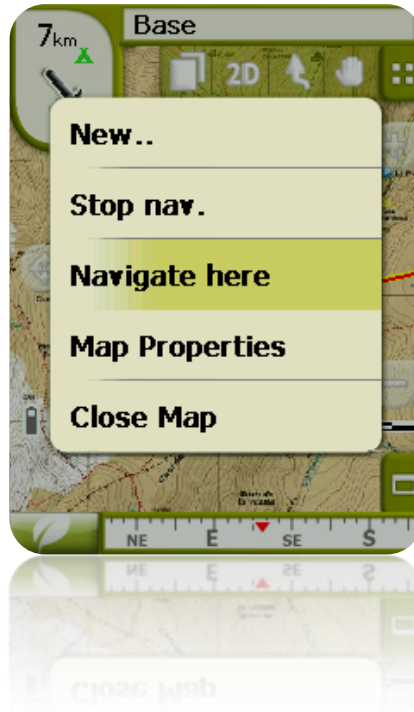 7km
Base
2D
New..
Stop nav.
Navigate here
Map Properties
Close Map
NE E SE S